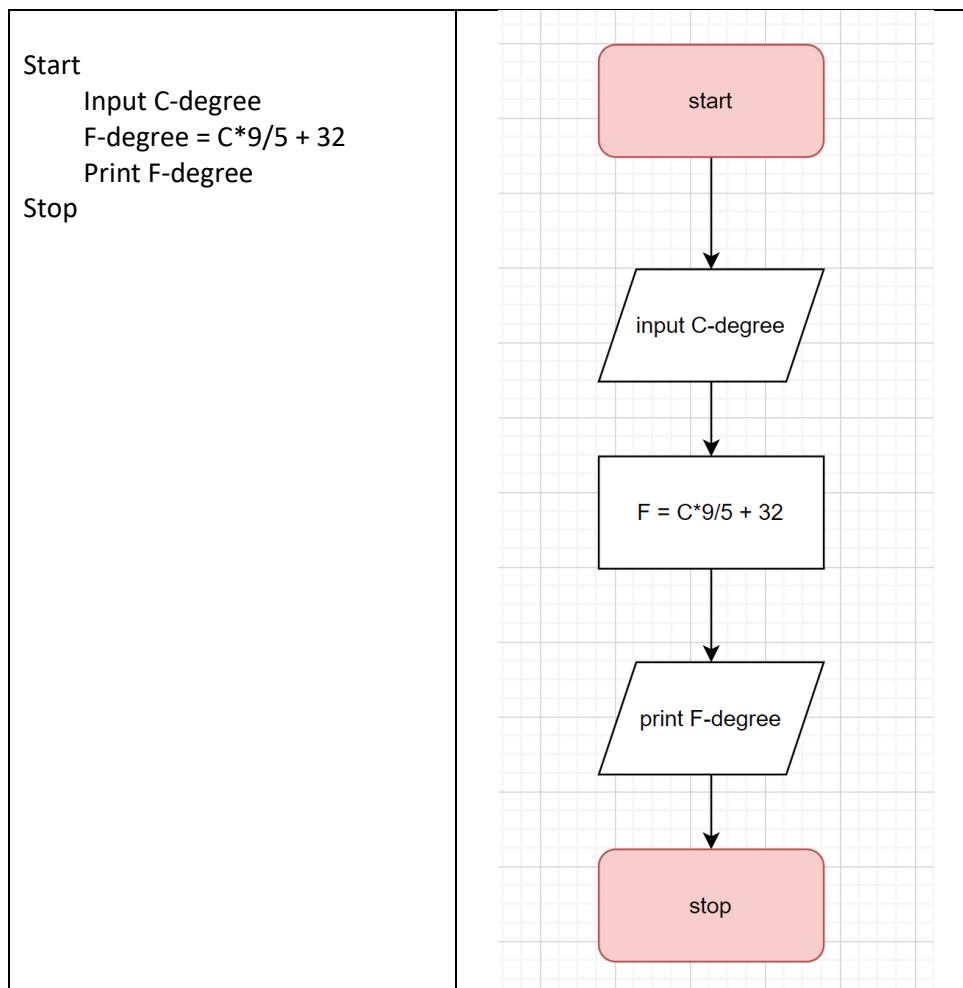 Start
Input C-degree
F-degree = C*9/5 + 32
Print F-degree
Stop
start
input C-degree
F = C*9/5 + 32
print F-degree
stop